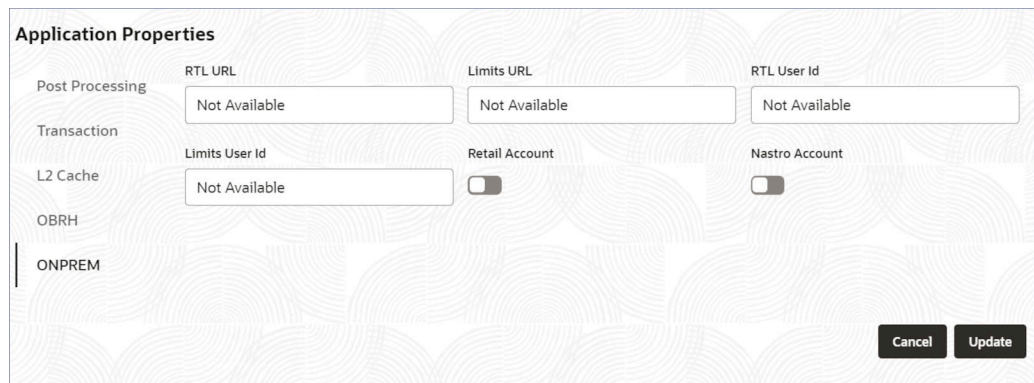 Application Properties
Post Processing
Transaction
L2 Cache
OBRH
ONPREM
RTL URL
Limits URL
RTL User Id
Not Available
Not Available
Not Available
Limits User Id
Retail Account
Nastro Account
Not Available
Cancel
Update